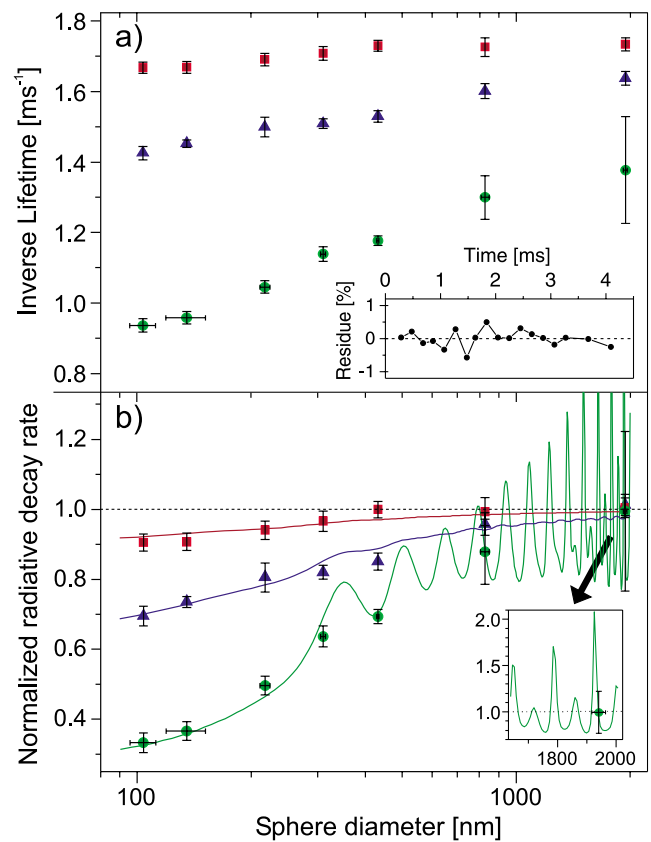 a)
Inverse Lifetime [ms⁻¹]
1.8
1.6
1.4
1.2
1.0
0.8
Time [ms]
0 1 2 3 4 5
Residue [%]
1
0
-1
b)
Normalized radiative decay rate
1.2
1.0
0.8
0.6
0.4
2.0
1.5
1.0
1800 2000
100 1000
Sphere diameter [nm]